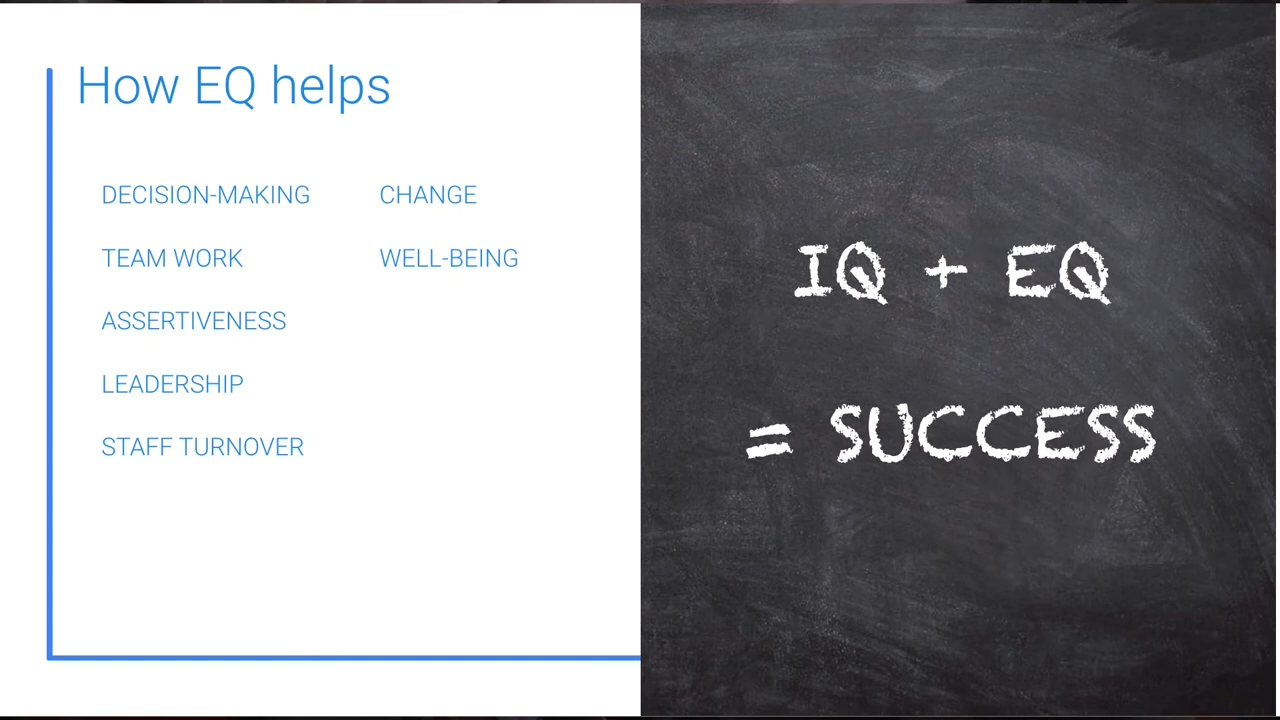 How EQ helps
DECISION-MAKING
TEAM WORK
ASSERTIVENESS
LEADERSHIP
STAFF TURNOVER
CHANGE
WELL-BEING
IQ + EQ
= SUCCESS